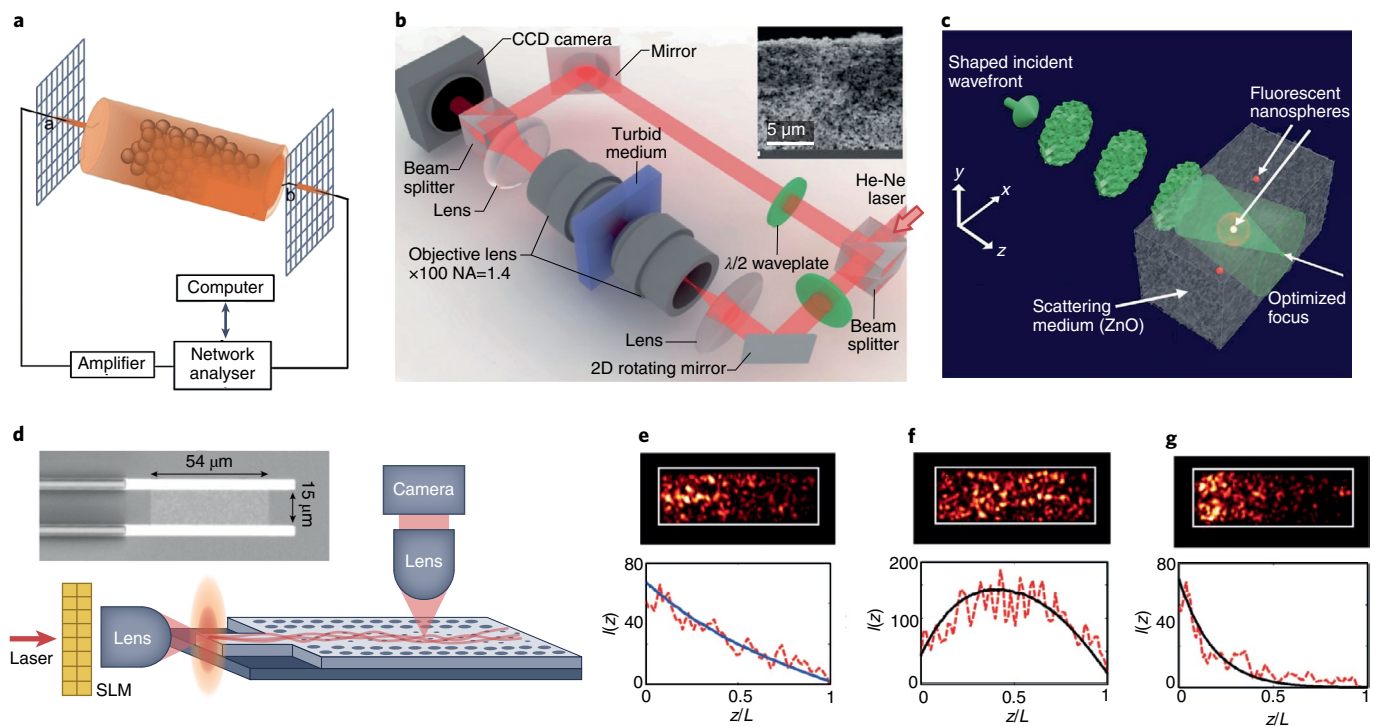 a
a
b
Computer
Amplifier
Network
analyser
b
CCD camera
Mirror
Turbid
medium
5 μm
Beam
splitter
Lens
He-Ne
laser
Objective lens
×100 NA=1.4
λ/2 waveplate
Lens
Beam
splitter
2D rotating mirror
c
Shaped incident
wavefront
Fluorescent
nanospheres
y
x
z
Scattering
medium (ZnO)
Optimized
focus
d
54 μm
15 μm
Camera
Lens
Lens
Laser
SLM
e
80
40
0
I(z)
0
0.5
1
z/L
f
200
100
0
I(z)
0
0.5
1
z/L
g
80
40
0
I(z)
0
0.5
1
z/L